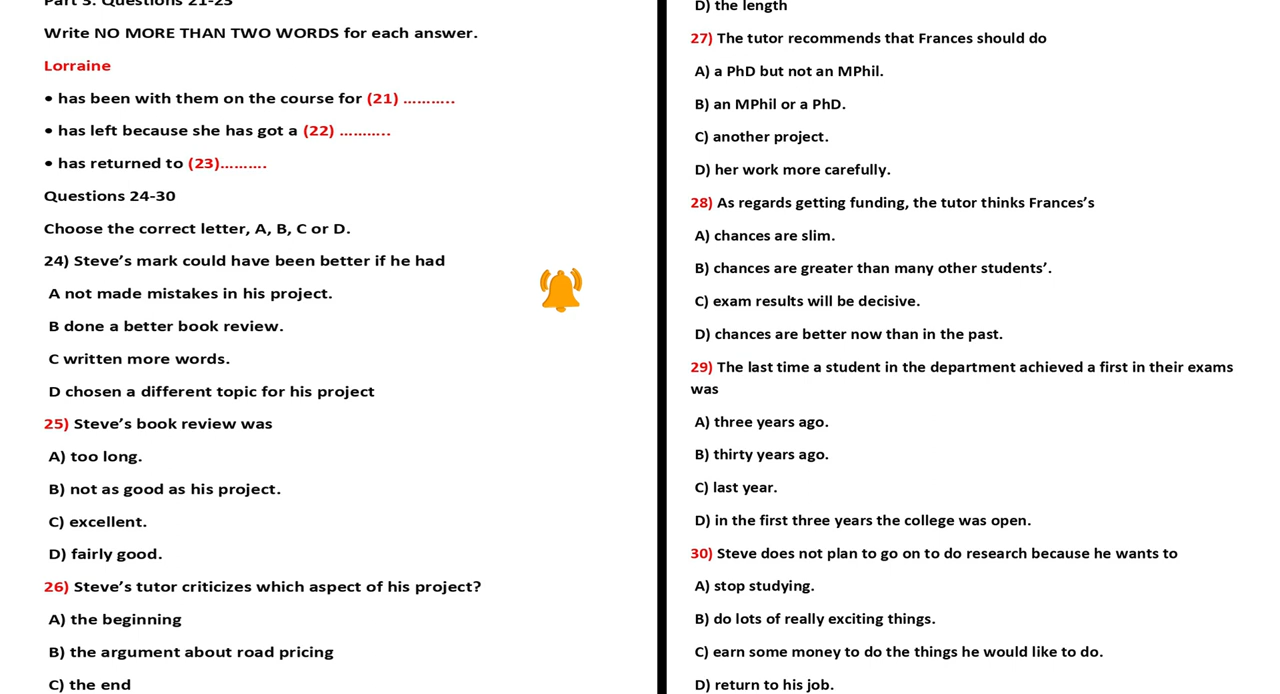 Part 3: Questions 21-23
Write NO MORE THAN TWO WORDS for each answer.
Lorraine
• has been with them on the course for (21) ………..
• has left because she has got a (22) ………..
• has returned to (23)……….
Questions 24-30
Choose the correct letter, A, B, C or D.
24) Steve’s mark could have been better if he had
A not made mistakes in his project.
B done a better book review.
C written more words.
D chosen a different topic for his project
25) Steve’s book review was
A) too long.
B) not as good as his project.
C) excellent.
D) fairly good.
26) Steve’s tutor criticizes which aspect of his project?
A) the beginning
B) the argument about road pricing
C) the end
D) the length
27) The tutor recommends that Frances should do
A) a PhD but not an MPhil.
B) an MPhil or a PhD.
C) another project.
D) her work more carefully.
28) As regards getting funding, the tutor thinks Frances’s
A) chances are slim.
B) chances are greater than many other students’.
C) exam results will be decisive.
D) chances are better now than in the past.
29) The last time a student in the department achieved a first in their exams
was
A) three years ago.
B) thirty years ago.
C) last year.
D) in the first three years the college was open.
30) Steve does not plan to go on to do research because he wants to
A) stop studying.
B) do lots of really exciting things.
C) earn some money to do the things he would like to do.
D) return to his job.